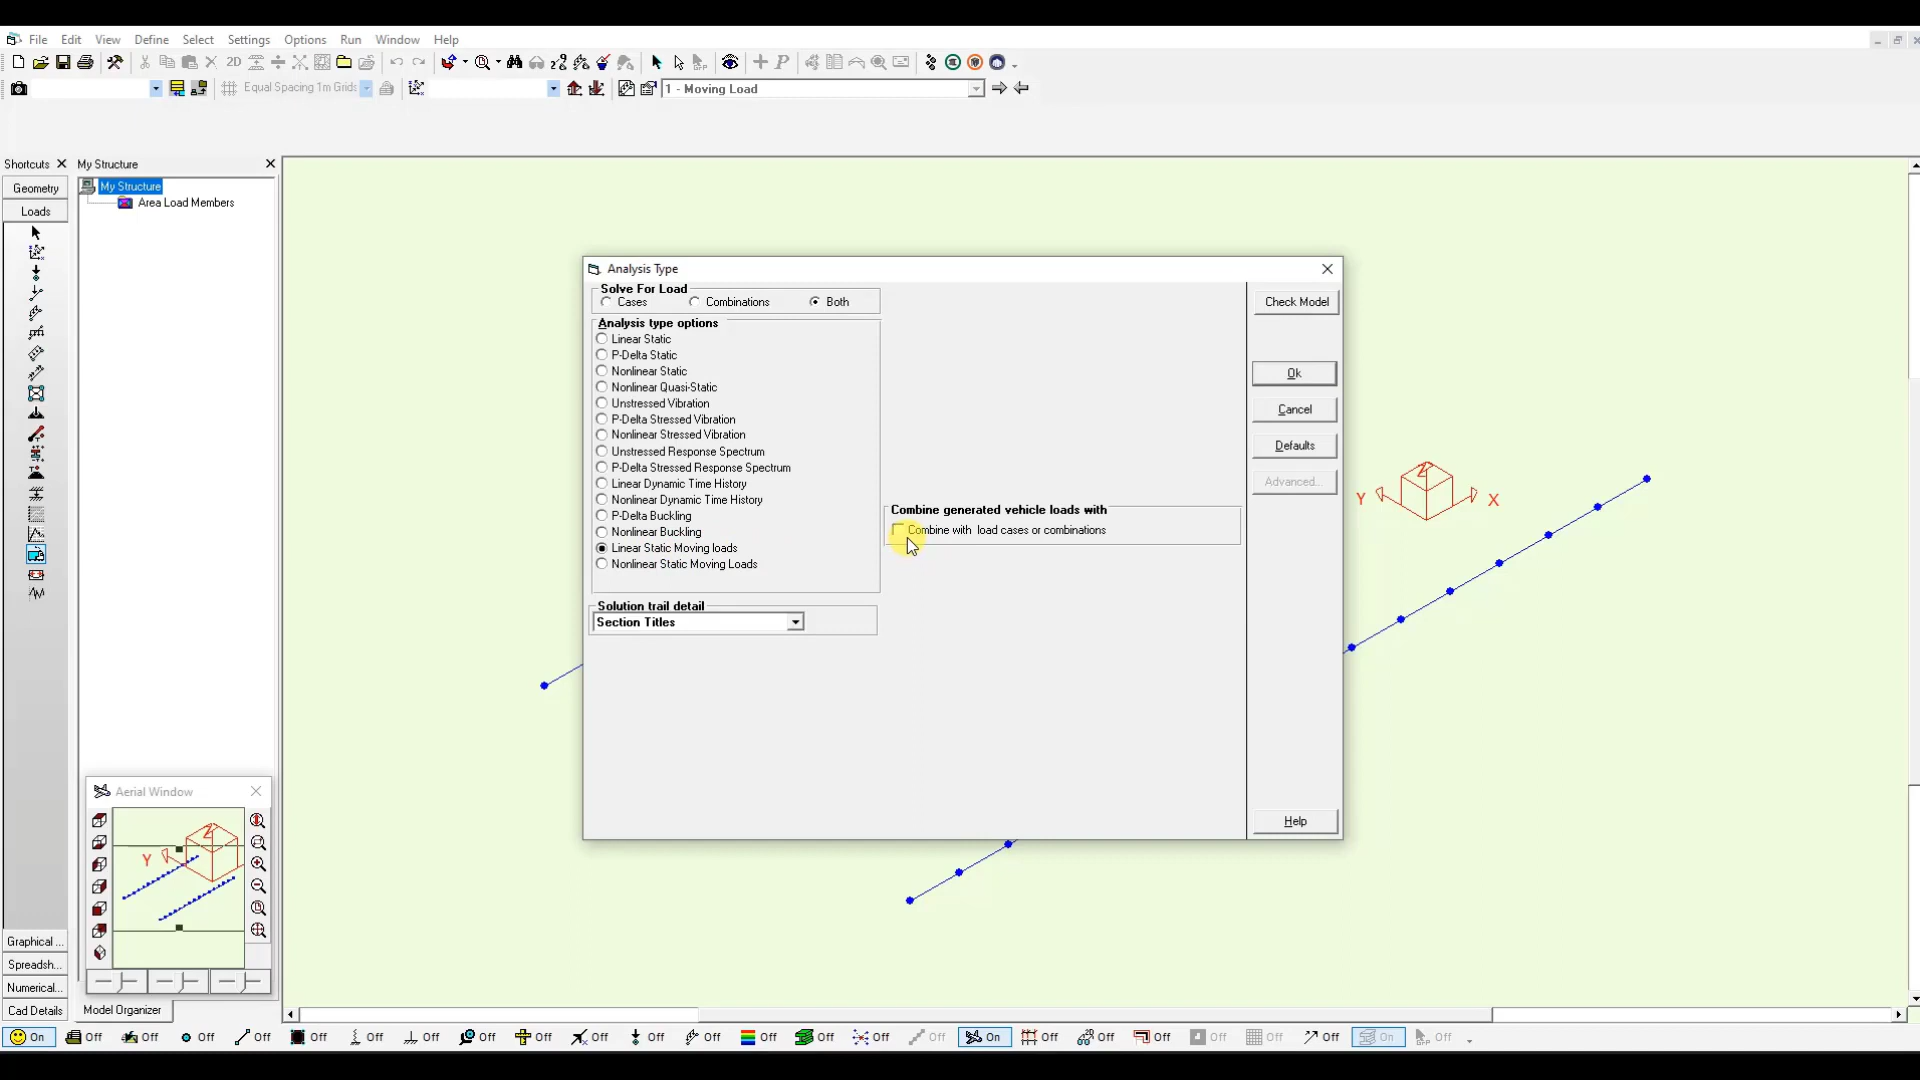 File Edit View Define Select Settings Options Run Window Help
2D
Equal Spacing 1m Grids
1 - Moving Load
Shortcuts
My Structure
Geometry
Loads
My Structure
Area Load Members
Analysis Type
Solve For Load
Cases Combinations Both
Analysis type options
Linear Static
P-Delta Static
Nonlinear Static
Nonlinear Quasi-Static
Unstressed Vibration
P-Delta Stressed Vibration
Nonlinear Stressed Vibration
Unstressed Response Spectrum
P-Delta Stressed Response Spectrum
Linear Dynamic Time History
Nonlinear Dynamic Time History
P-Delta Buckling
Nonlinear Buckling
Linear Static Moving loads
Nonlinear Static Moving Loads
Solution trail detail
Section Titles
Combine generated vehicle loads with
Combine with load cases or combinations
Check Model
Ok
Cancel
Defaults
Advanced...
Help
Y Z X
Aerial Window
Y Z
Graphical ...
Spreadsh...
Numerical...
Cad Details
Model Organizer
On Off Off Off Off Off Off Off Off Off Off Off Off Off Off Off Off On Off Off Off Off Off Off On Off